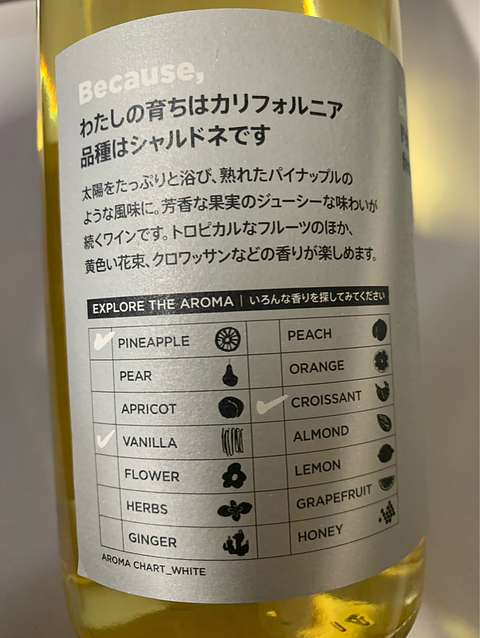 Because,
わたしの育ちはカリフォルニア
品種はシャルドネです
太陽をたっぷりと浴び、熟れたパイナップルの
ような風味に。芳香な果実のジューシーな味わいが
続くワインです。トロピカルなフルーツのほか、
黄色い花束、クロワッサンなどの香りが楽しめます。
EXPLORE THE AROMA | いろんな香りを探してみてください
PINEAPPLE PEACH
PEAR ORANGE
APRICOT CROISSANT
VANILLA ALMOND
FLOWER LEMON
HERBS GRAPEFRUIT
GINGER HONEY
AROMA CHART_WHITE